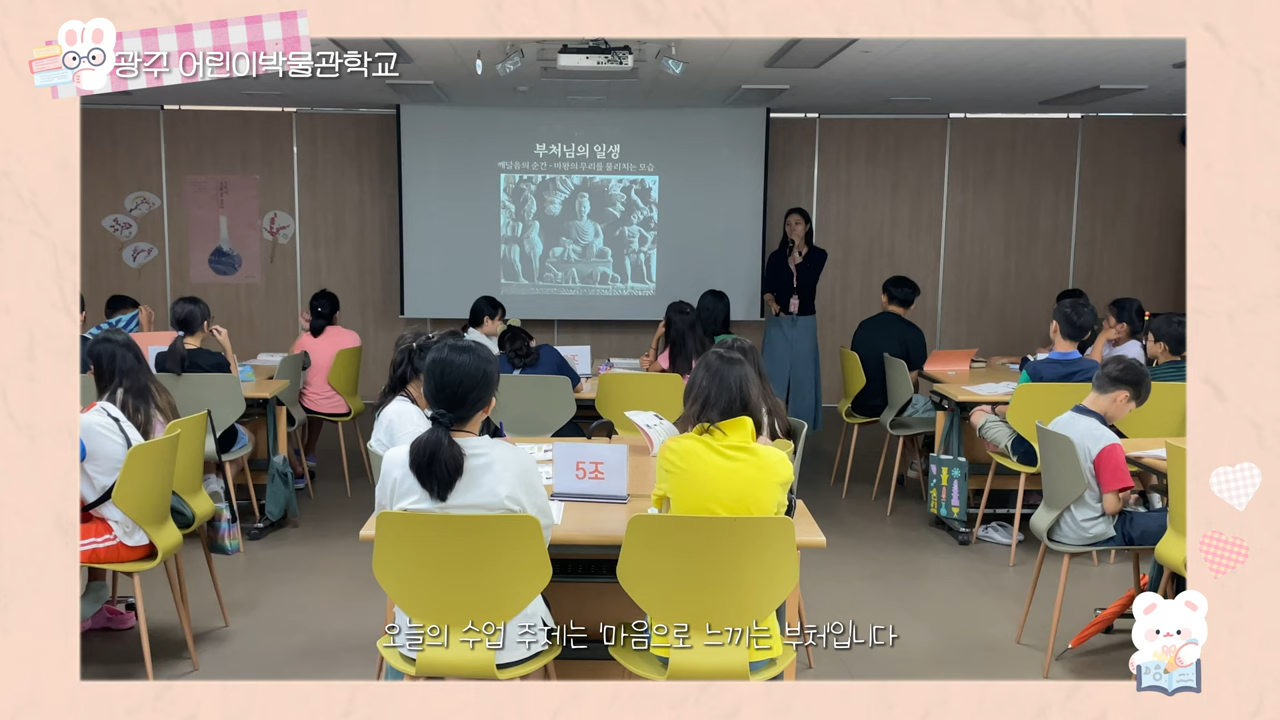 광주 어린이박물관학교
부처님의 일생
깨달음의 순간 - 마왕의 무리를 물리치는 모습
5조
오늘의 수업 주제는 '마음으로 느끼는 부처'입니다